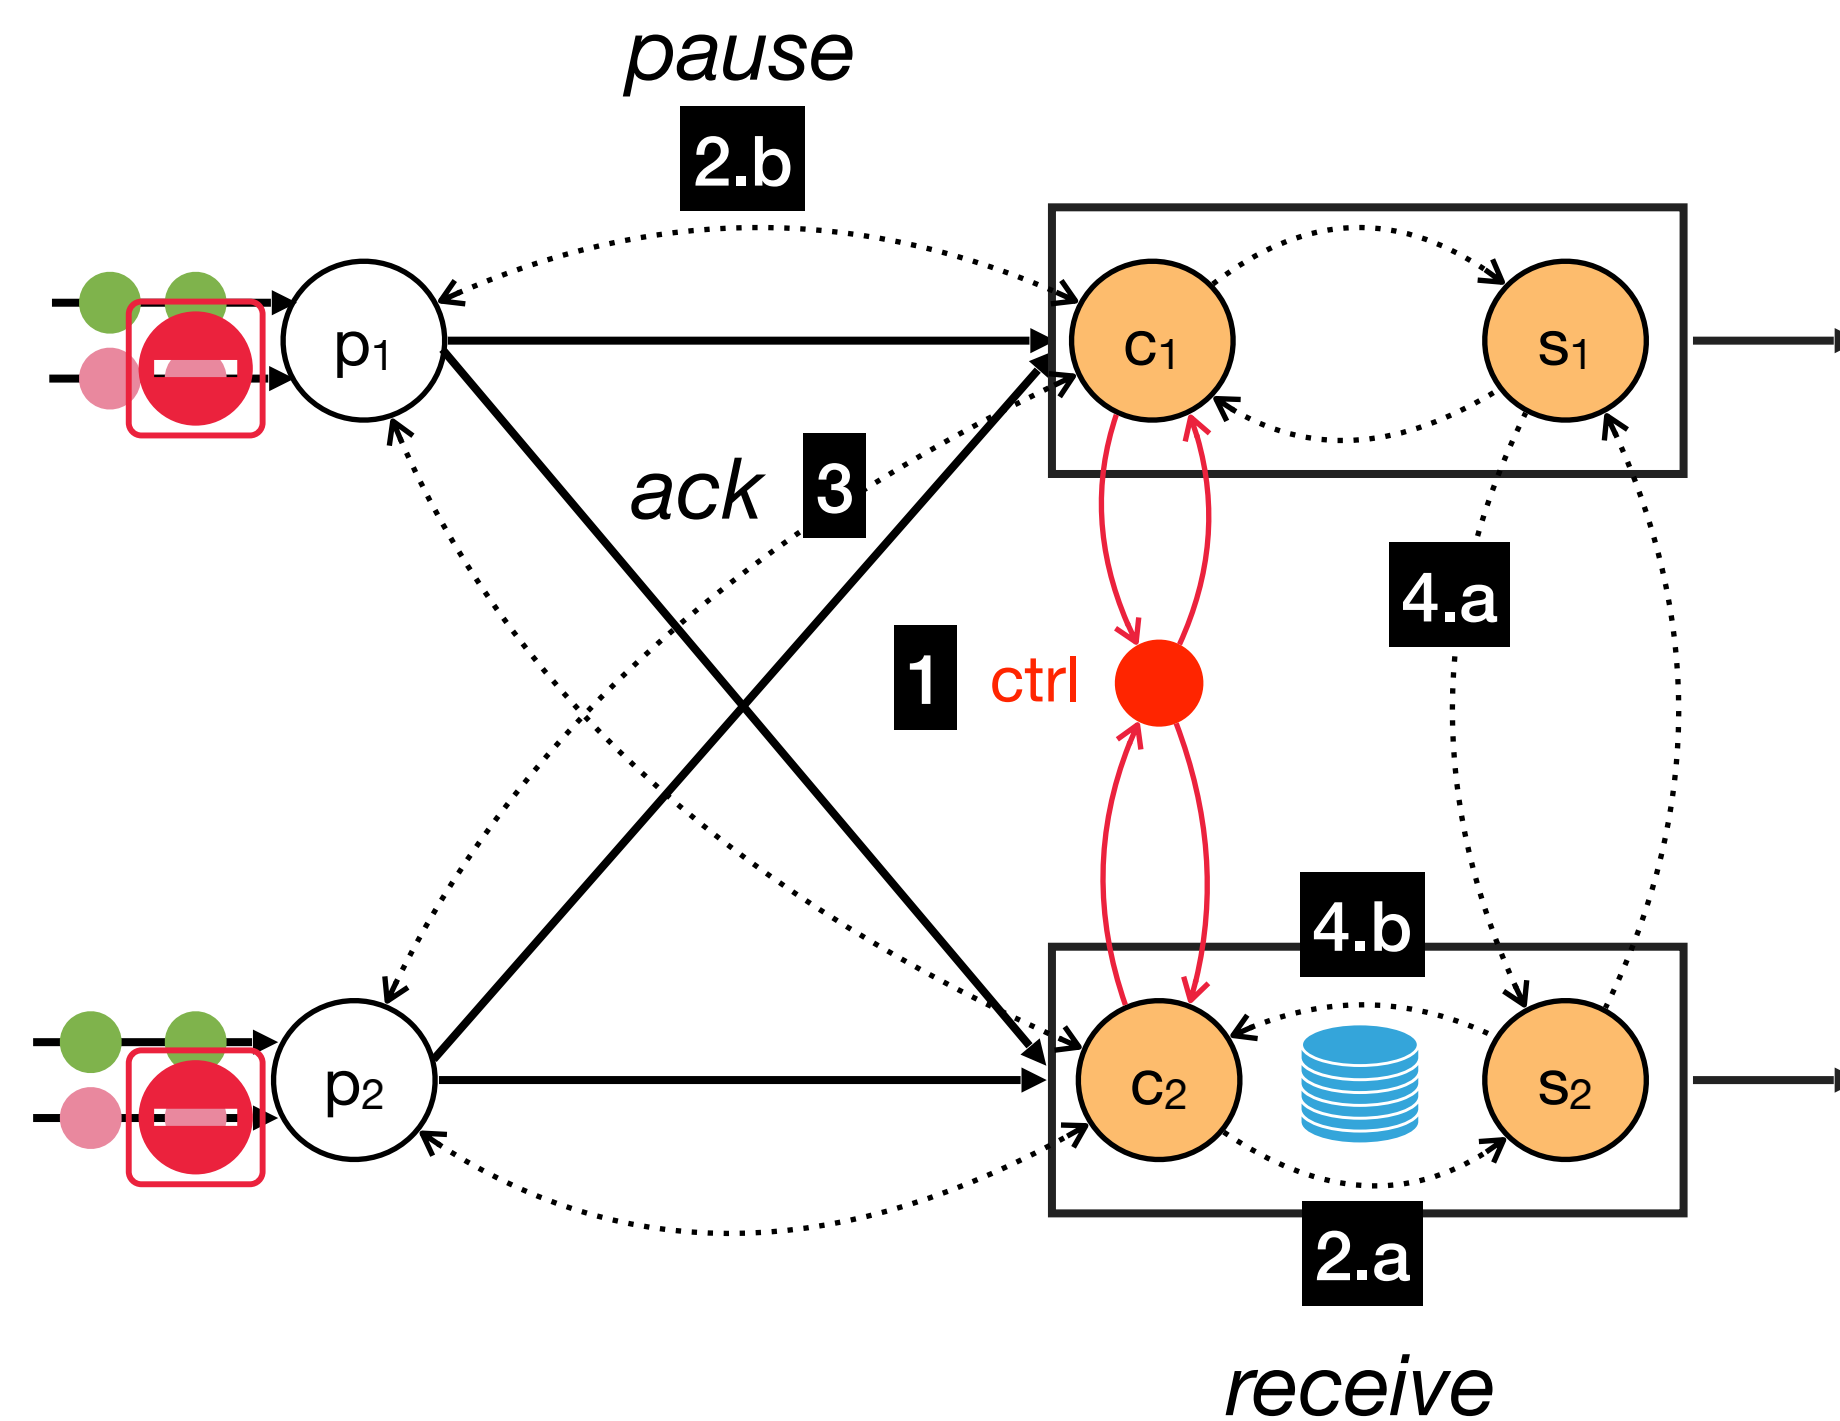 pause
2.b
p1
c1
s1
ack
3
4.a
1
ctrl
4.b
p2
c2
s2
2.a
receive